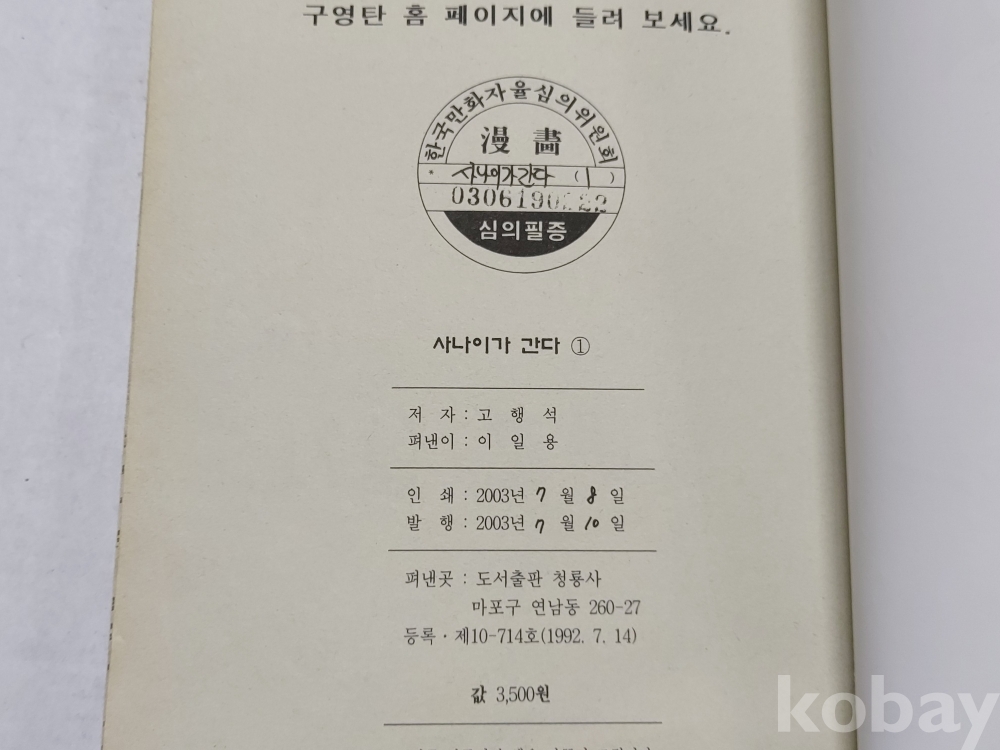 구영탄 홈 페이지에 들려 보세요.
한국만화자율심의위원회
漫畵
사나이가간다 (1)
0306190
심의필증
사나이가 간다 ①
저 자 : 고 행 석
펴낸이 : 이 일 용
인 쇄 : 2003년 7 월 8 일
발 행 : 2003년 7 월 10 일
펴낸곳 : 도서출판 청룡사
마포구 연남동 260-27
등록 · 제10-714호(1992. 7. 14)
값 3,500원
kobay